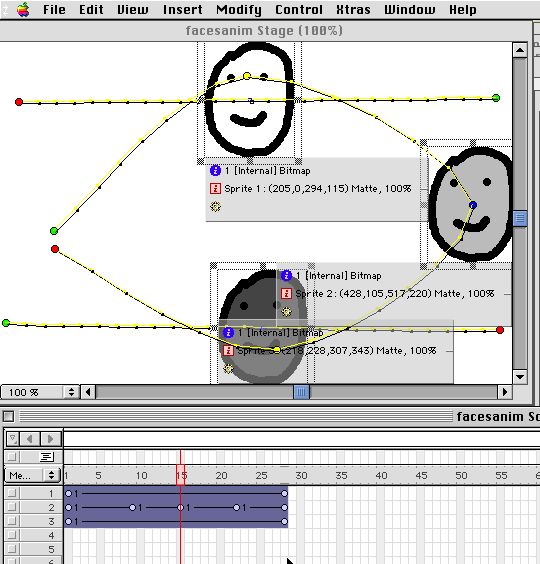 File Edit View Insert Modify Control Xtras Window Help
facesanim Stage (100%)
1 [Internal] Bitmap
Sprite 1: (205,0,294,115) Matte, 100%
1 [Internal] Bitmap
Sprite 2: (428,105,517,220) Matte, 100%
1 [Internal] Bitmap
(218,228,307,343) Matte, 100%
100 %
facesanim Sc
Me... 1 5 10 15 20 25 30 35 40 45 50 55 60
1 1
2 1 1 1 1
3 1
4
5
6